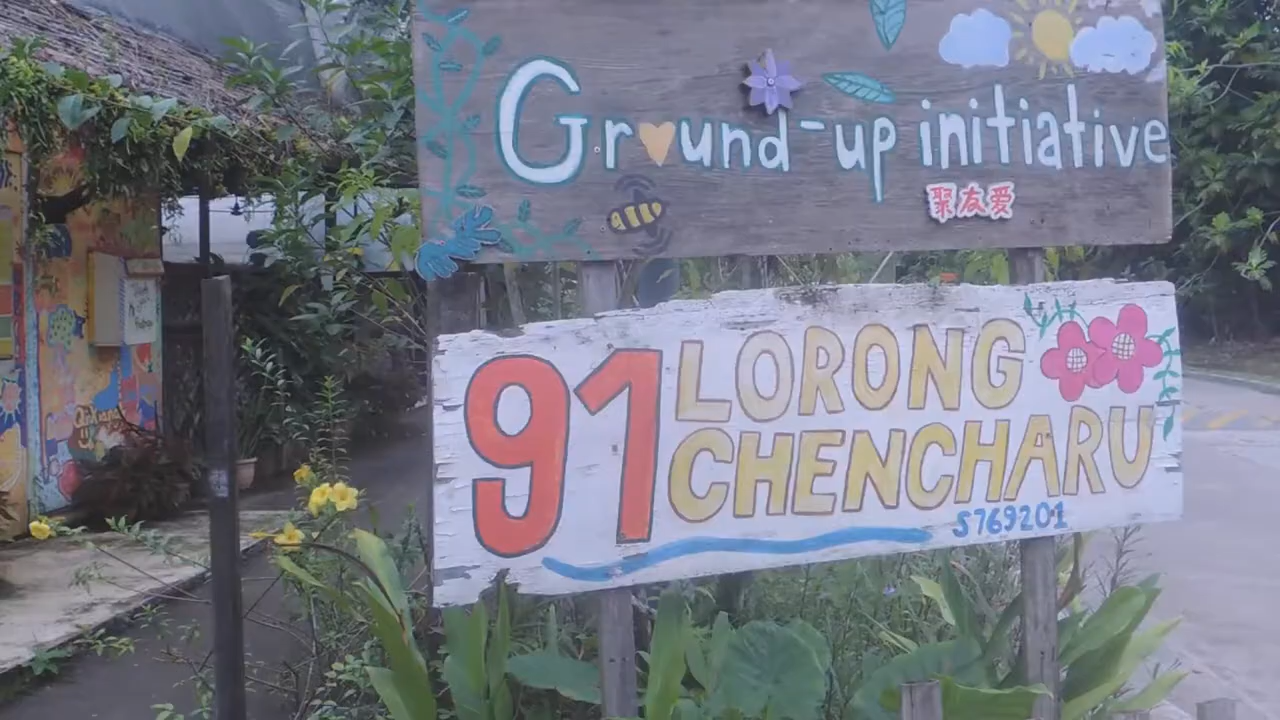 Ground-up initiative
聚友爱
91 LORONG
CHENCHARU
S769201